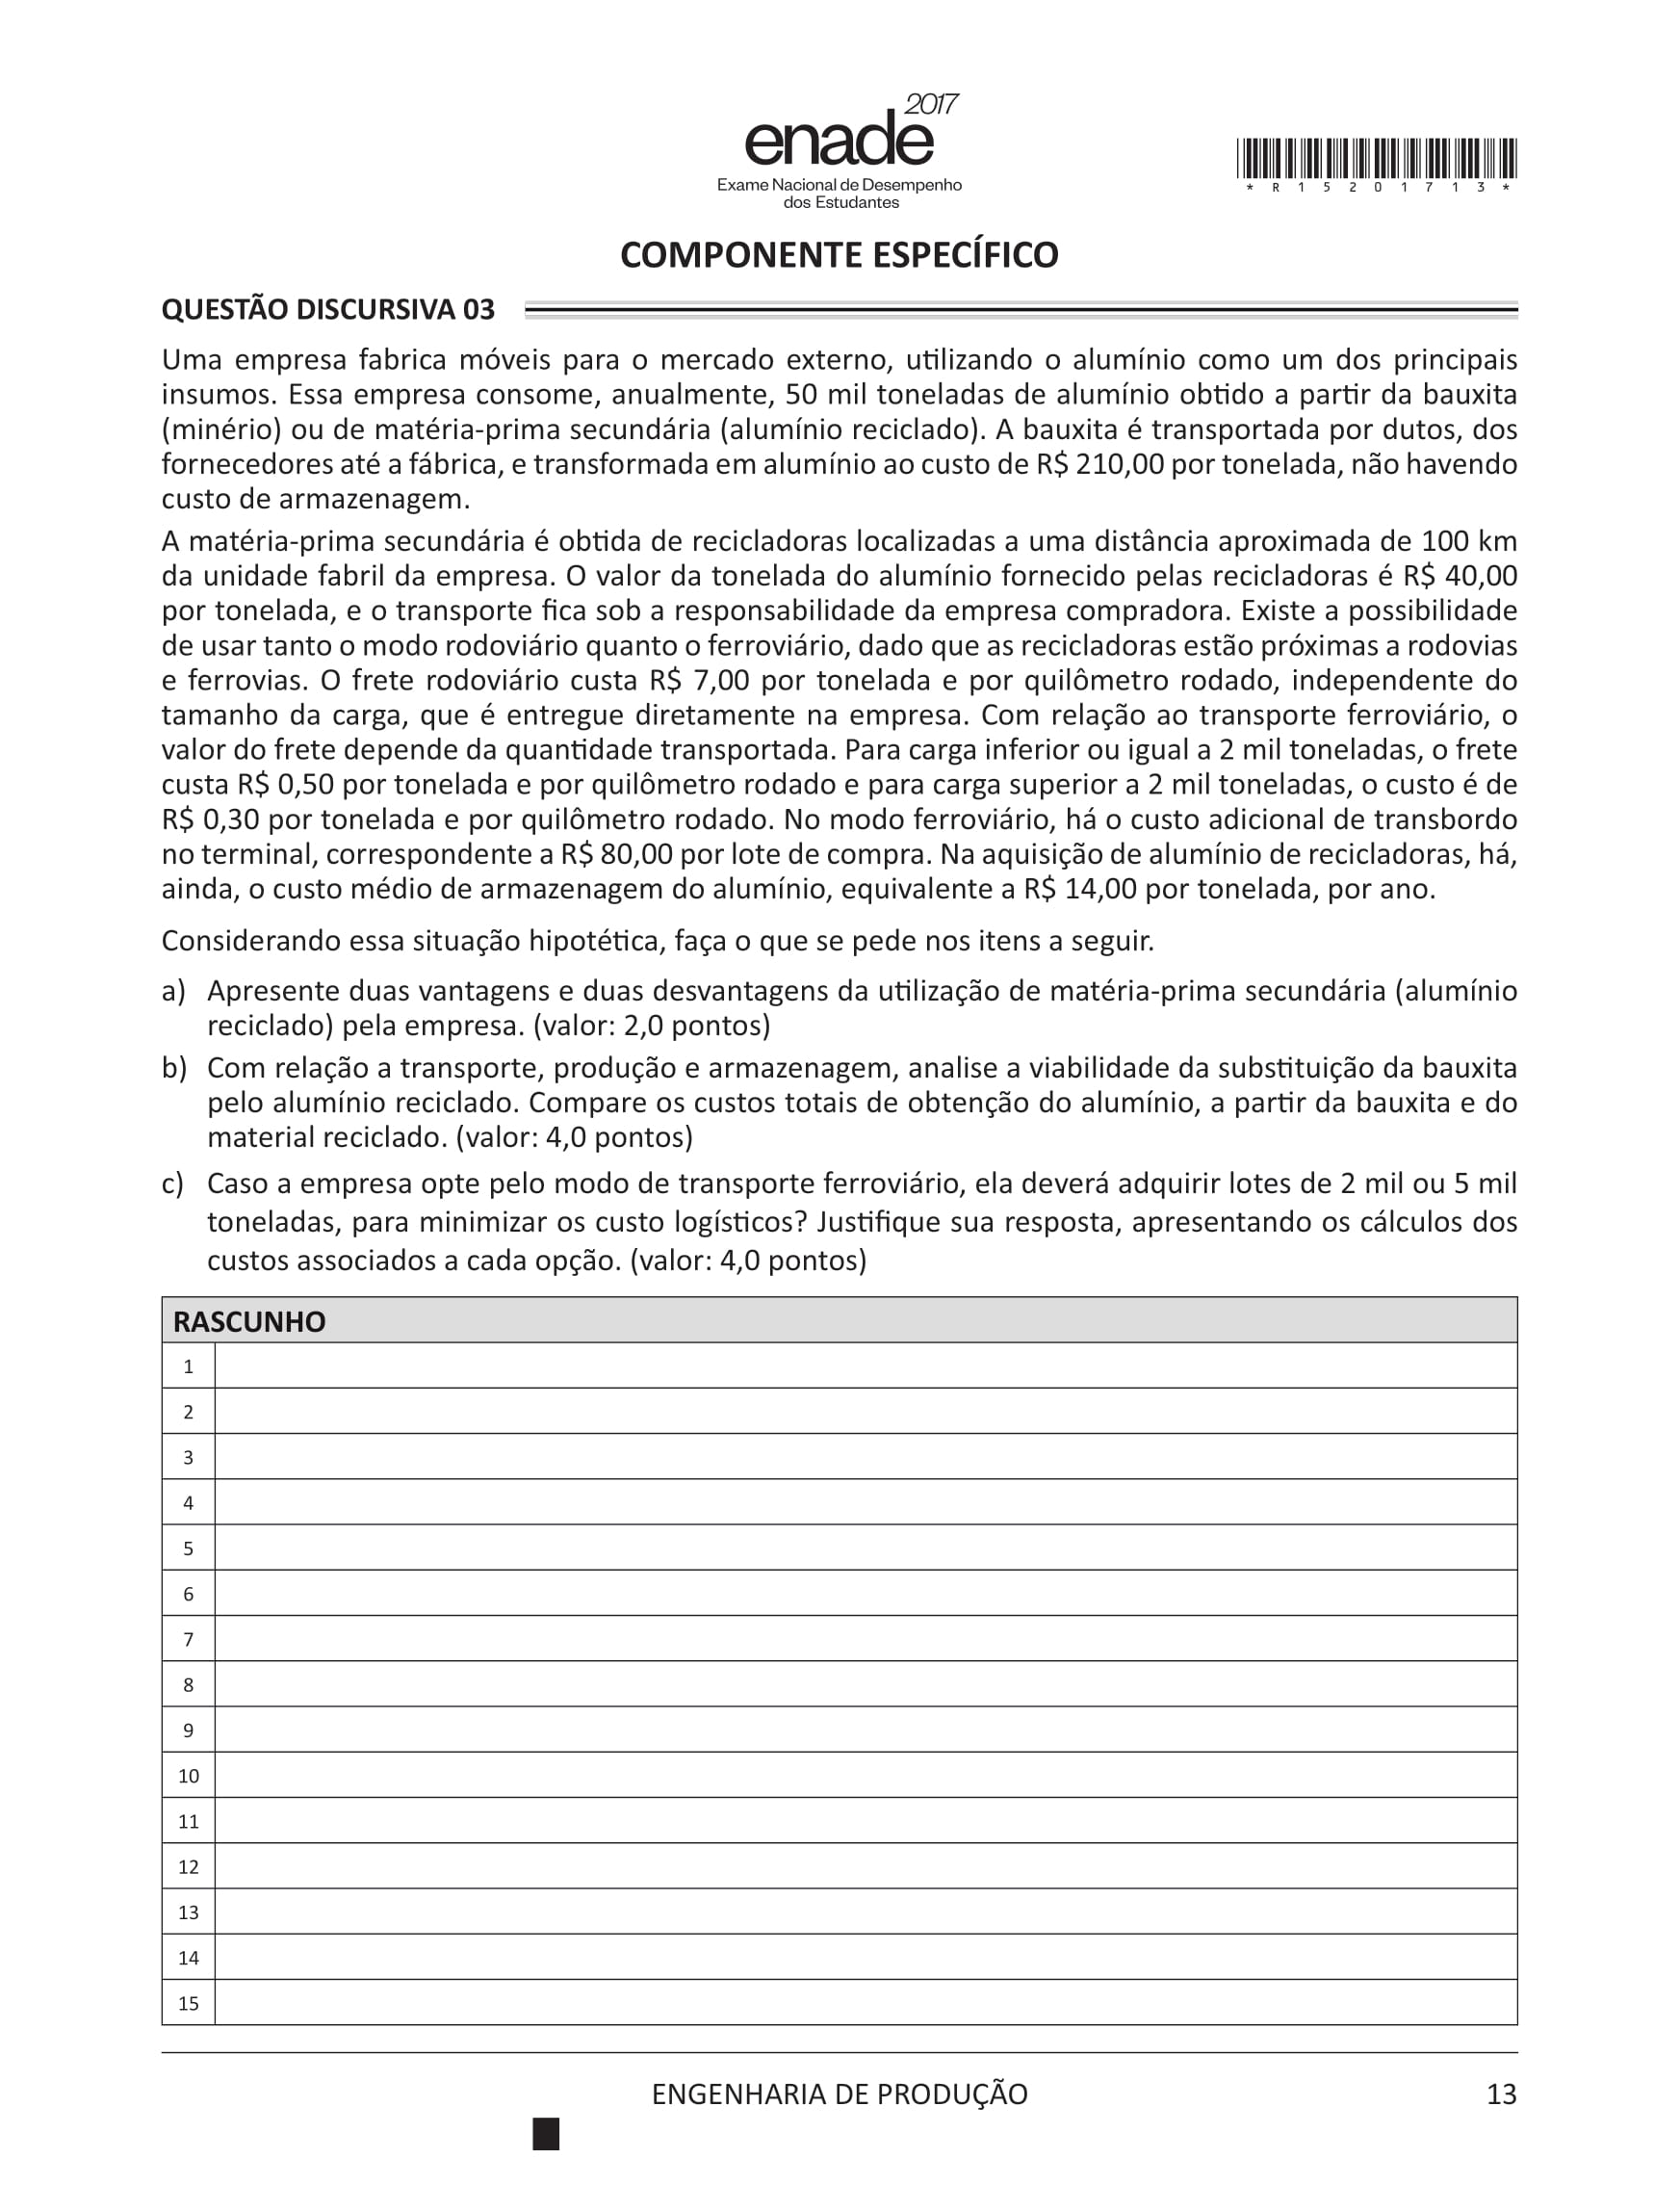 2017
enade
Exame Nacional de Desempenho
dos Estudantes
* R 1 5 2 0 1 7 1 3 *
COMPONENTE ESPECÍFICO
QUESTÃO DISCURSIVA 03
Uma empresa fabrica móveis para o mercado externo, utilizando o alumínio como um dos principais
insumos. Essa empresa consome, anualmente, 50 mil toneladas de alumínio obtido a partir da bauxita
(minério) ou de matéria-prima secundária (alumínio reciclado). A bauxita é transportada por dutos, dos
fornecedores até a fábrica, e transformada em alumínio ao custo de R$ 210,00 por tonelada, não havendo
custo de armazenagem.
A matéria-prima secundária é obtida de recicladoras localizadas a uma distância aproximada de 100 km
da unidade fabril da empresa. O valor da tonelada do alumínio fornecido pelas recicladoras é R$ 40,00
por tonelada, e o transporte fica sob a responsabilidade da empresa compradora. Existe a possibilidade
de usar tanto o modo rodoviário quanto o ferroviário, dado que as recicladoras estão próximas a rodovias
e ferrovias. O frete rodoviário custa R$ 7,00 por tonelada e por quilômetro rodado, independente do
tamanho da carga, que é entregue diretamente na empresa. Com relação ao transporte ferroviário, o
valor do frete depende da quantidade transportada. Para carga inferior ou igual a 2 mil toneladas, o frete
custa R$ 0,50 por tonelada e por quilômetro rodado e para carga superior a 2 mil toneladas, o custo é de
R$ 0,30 por tonelada e por quilômetro rodado. No modo ferroviário, há o custo adicional de transbordo
no terminal, correspondente a R$ 80,00 por lote de compra. Na aquisição de alumínio de recicladoras, há,
ainda, o custo médio de armazenagem do alumínio, equivalente a R$ 14,00 por tonelada, por ano.
Considerando essa situação hipotética, faça o que se pede nos itens a seguir.
a) Apresente duas vantagens e duas desvantagens da utilização de matéria-prima secundária (alumínio
reciclado) pela empresa. (valor: 2,0 pontos)
b) Com relação a transporte, produção e armazenagem, analise a viabilidade da substituição da bauxita
pelo alumínio reciclado. Compare os custos totais de obtenção do alumínio, a partir da bauxita e do
material reciclado. (valor: 4,0 pontos)
c) Caso a empresa opte pelo modo de transporte ferroviário, ela deverá adquirir lotes de 2 mil ou 5 mil
toneladas, para minimizar os custo logísticos? Justifique sua resposta, apresentando os cálculos dos
custos associados a cada opção. (valor: 4,0 pontos)
RASCUNHO
1
2
3
4
5
6
7
8
9
10
11
12
13
14
15
ENGENHARIA DE PRODUÇÃO
13